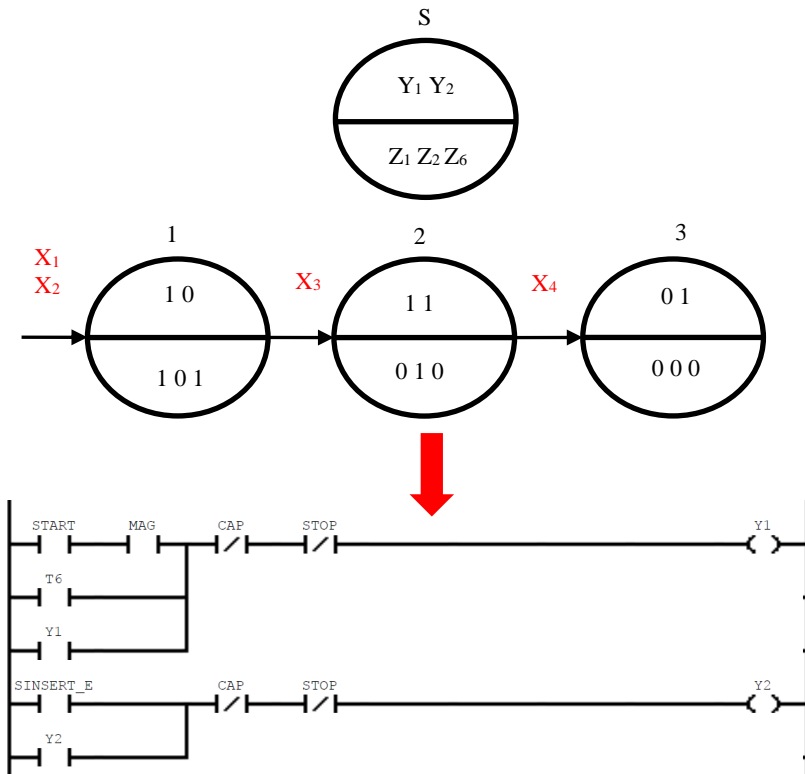 S
Y₁ Y₂
Z₁ Z₂ Z₆
1 2 3
X₁
X₂
X₃ X₄
1 0 1 1 0 1
1 0 1 0 1 0 0 0 0
START MAG CAP STOP Y1
T6
Y1
SINSERT_E CAP STOP Y2
Y2